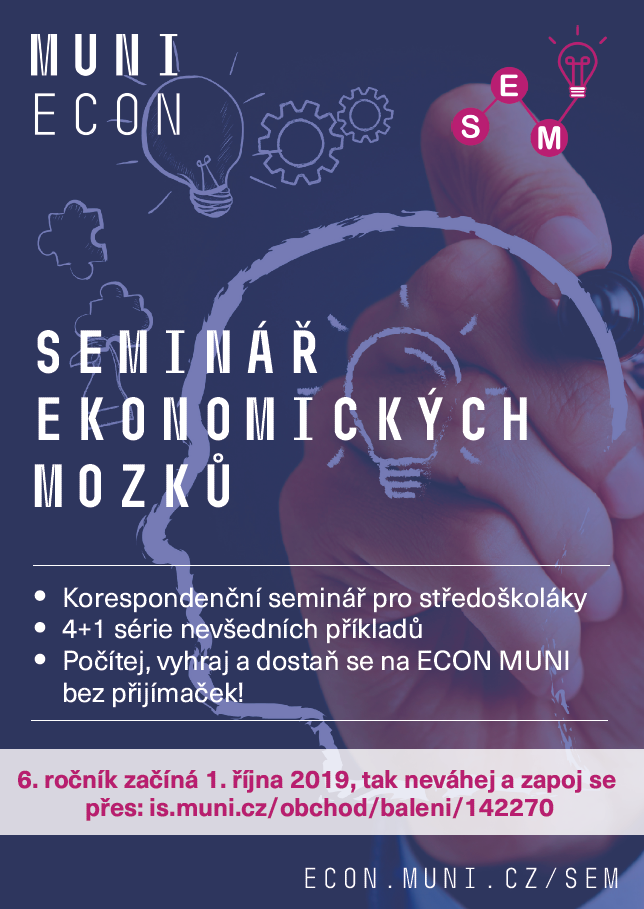 MUNI
ECON
S E M
SEMINÁŘ
EKONOMICKÝCH
MOZKŮ
• Korespondenční seminář pro středoškoláky
• 4+1 série nevšedních příkladů
• Počítej, vyhraj a dostaň se na ECON MUNI
bez přijímaček!
6. ročník začíná 1. října 2019, tak neváhej a zapoj se
přes: is.muni.cz/obchod/baleni/142270
ECON.MUNI.CZ/SEM